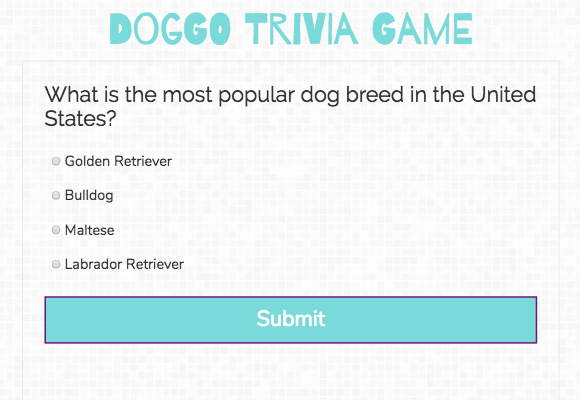 DOGGO TRIVIA GAME
What is the most popular dog breed in the United
States?
Golden Retriever
Bulldog
Maltese
Labrador Retriever
Submit